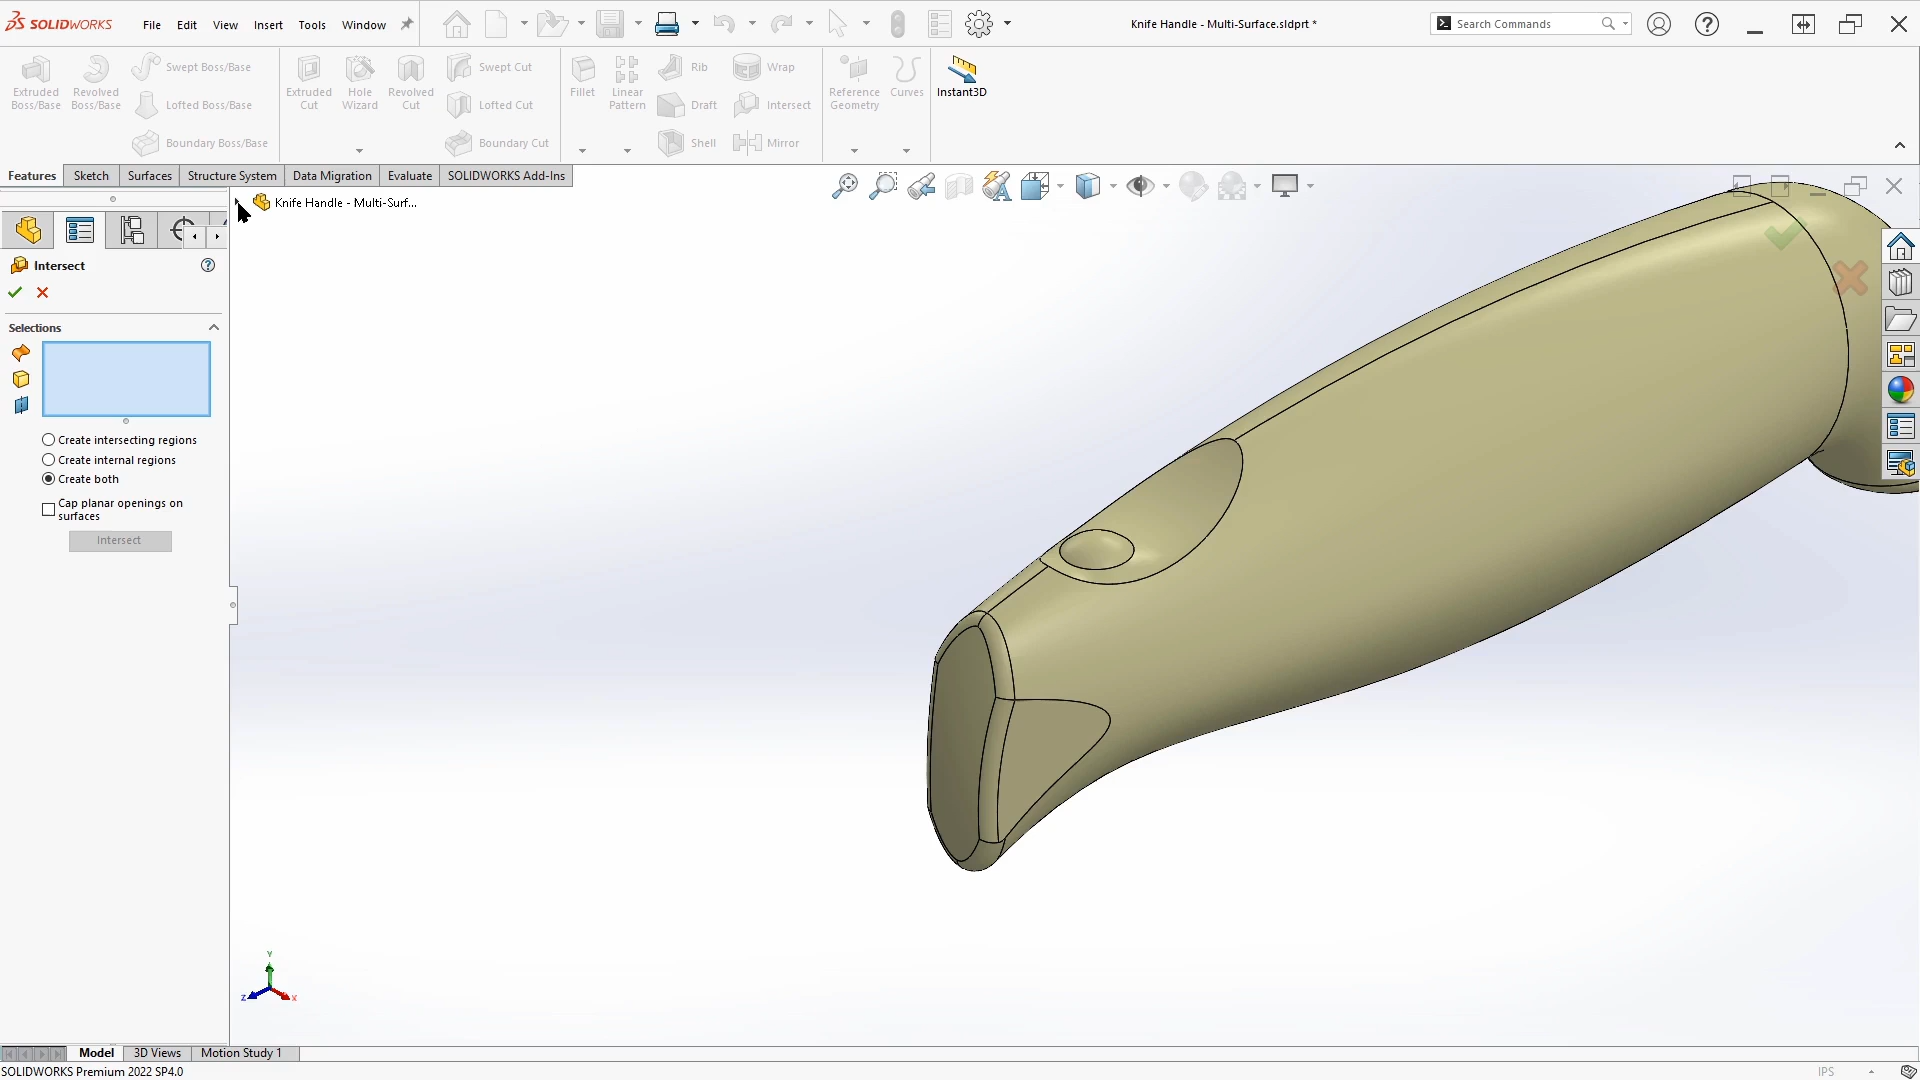 SOLIDWORKS File Edit View Insert Tools Window
Knife Handle - Multi-Surface.sldprt *
Search Commands
Extruded Boss/Base
Revolved Boss/Base
Swept Boss/Base
Lofted Boss/Base
Boundary Boss/Base
Extruded Cut
Hole Wizard
Revolved Cut
Swept Cut
Lofted Cut
Boundary Cut
Fillet
Linear Pattern
Rib
Draft
Shell
Wrap
Intersect
Mirror
Reference Geometry
Curves
Instant3D
Features Sketch Surfaces Structure System Data Migration Evaluate SOLIDWORKS Add-Ins
Knife Handle - Multi-Surf...
Intersect
Selections
Create intersecting regions
Create internal regions
Create both
Cap planar openings on
surfaces
Intersect
Y
Z
X
Model 3D Views Motion Study 1
SOLIDWORKS Premium 2022 SP4.0
IPS